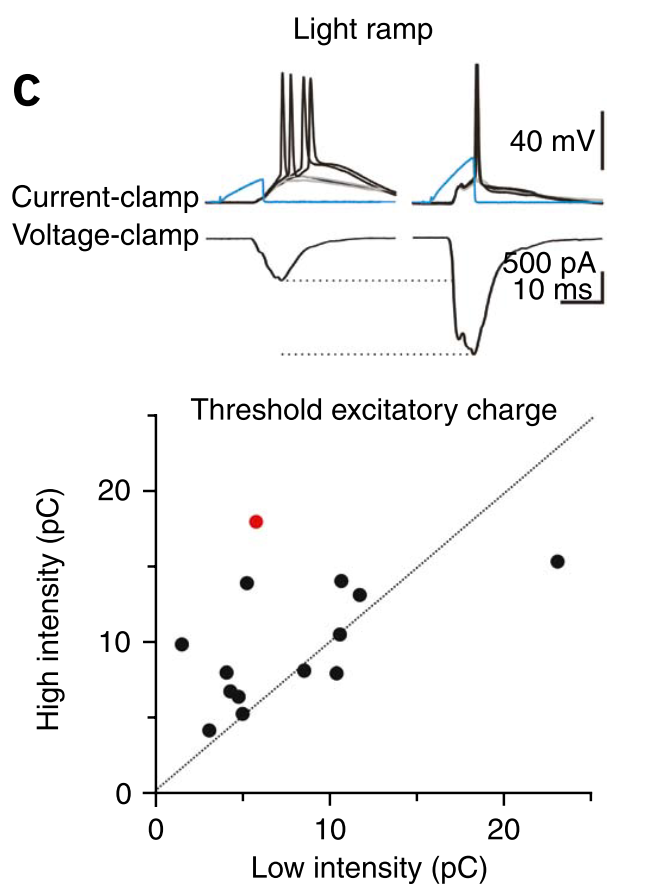 Light ramp
C
40 mV
Current-clamp
Voltage-clamp
500 pA
10 ms
Threshold excitatory charge
High intensity (pC)
20
10
0
0 10 20
Low intensity (pC)